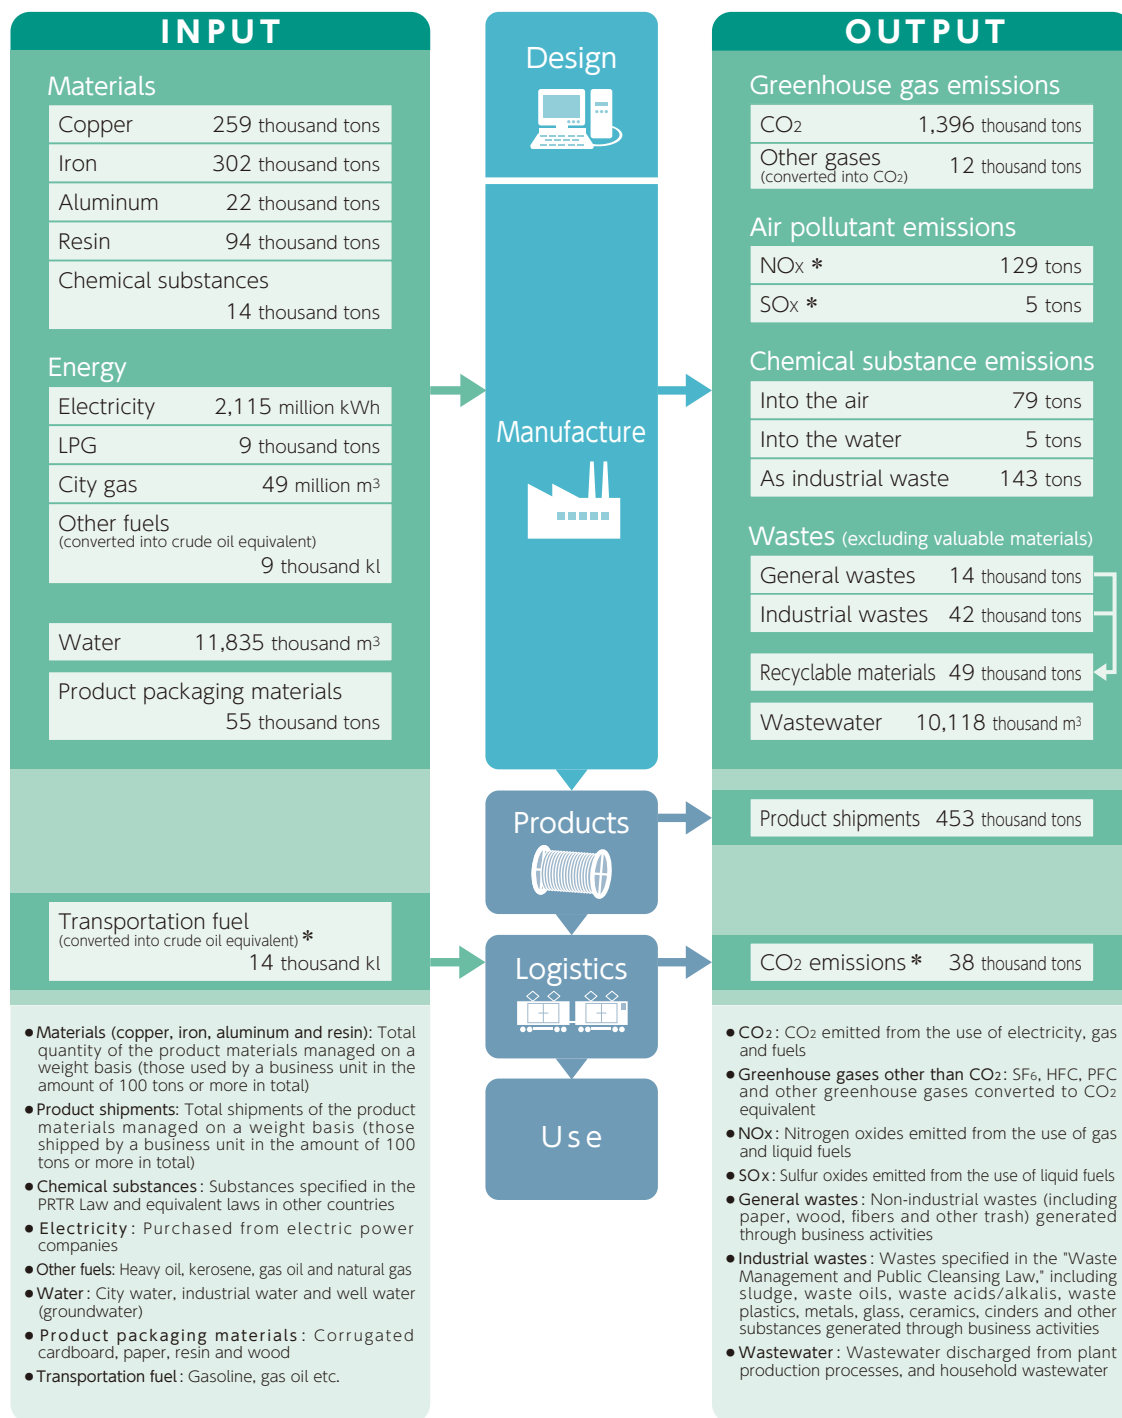 INPUT
Materials
Copper 259 thousand tons
Iron 302 thousand tons
Aluminum 22 thousand tons
Resin 94 thousand tons
Chemical substances
14 thousand tons
Energy
Electricity 2,115 million kWh
LPG 9 thousand tons
City gas 49 million m³
Other fuels
(converted into crude oil equivalent)
9 thousand kl
Water 11,835 thousand m³
Product packaging materials
55 thousand tons
Transportation fuel
(converted into crude oil equivalent) *
14 thousand kl
● Materials (copper, iron, aluminum and resin): Total
quantity of the product materials managed on a
weight basis (those used by a business unit in the
amount of 100 tons or more in total)
● Product shipments: Total shipments of the product
materials managed on a weight basis (those
shipped by a business unit in the amount of 100
tons or more in total)
● Chemical substances: Substances specified in the
PRTR Law and equivalent laws in other countries
● Electricity: Purchased from electric power
companies
● Other fuels: Heavy oil, kerosene, gas oil and natural gas
● Water: City water, industrial water and well water
(groundwater)
● Product packaging materials: Corrugated
cardboard, paper, resin and wood
● Transportation fuel: Gasoline, gas oil etc.
Design
Manufacture
Products
Logistics
Use
OUTPUT
Greenhouse gas emissions
CO₂ 1,396 thousand tons
Other gases
(converted into CO₂) 12 thousand tons
Air pollutant emissions
NOx * 129 tons
SOx * 5 tons
Chemical substance emissions
Into the air 79 tons
Into the water 5 tons
As industrial waste 143 tons
Wastes (excluding valuable materials)
General wastes 14 thousand tons
Industrial wastes 42 thousand tons
Recyclable materials 49 thousand tons
Wastewater 10,118 thousand m³
Product shipments 453 thousand tons
CO₂ emissions * 38 thousand tons
● CO₂: CO₂ emitted from the use of electricity, gas
and fuels
● Greenhouse gases other than CO₂: SF₆, HFC, PFC
and other greenhouse gases converted to CO₂
equivalent
● NOx: Nitrogen oxides emitted from the use of gas
and liquid fuels
● SOx: Sulfur oxides emitted from the use of liquid fuels
● General wastes: Non-industrial wastes (including
paper, wood, fibers and other trash) generated
through business activities
● Industrial wastes: Wastes specified in the "Waste
Management and Public Cleansing Law," including
sludge, waste oils, waste acids/alkalis, waste
plastics, metals, glass, ceramics, cinders and other
substances generated through business activities
● Wastewater: Wastewater discharged from plant
production processes, and household wastewater